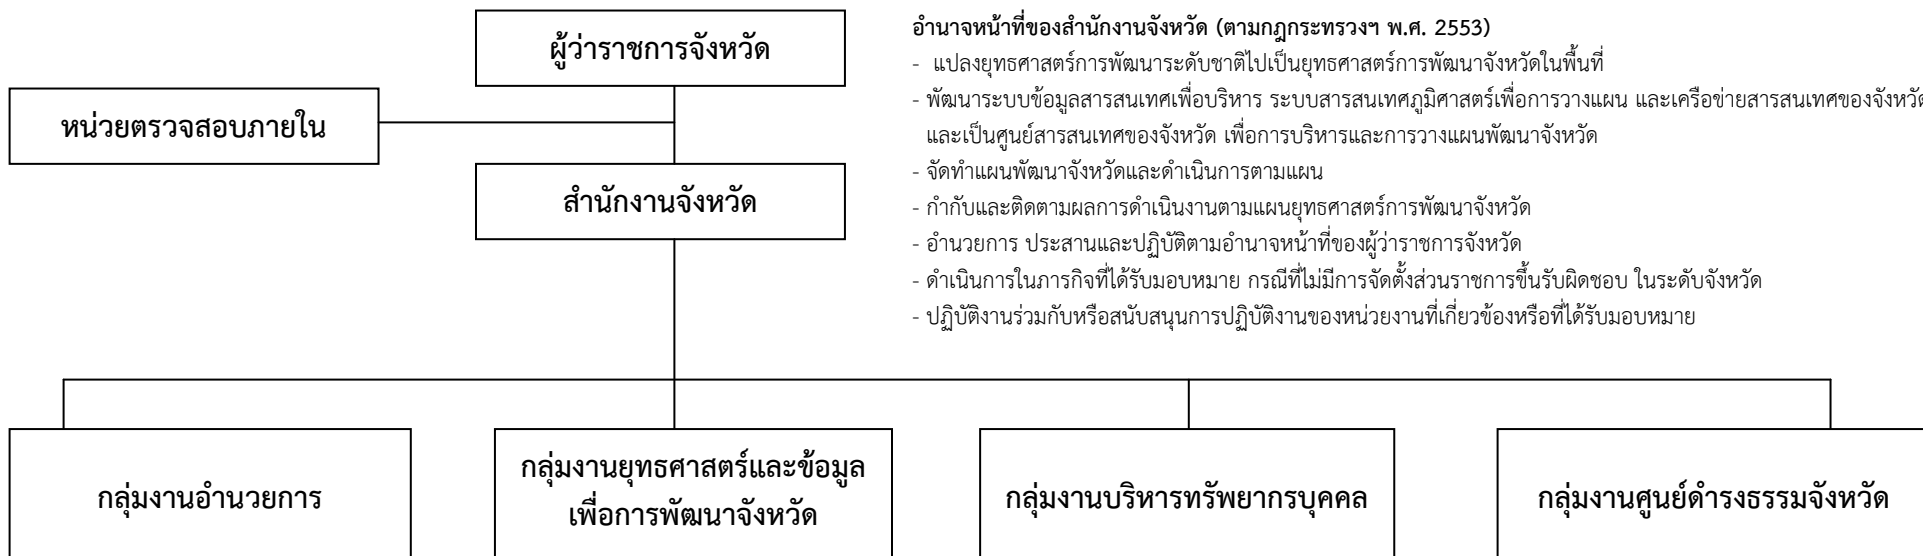 ผู้ว่าราชการจังหวัด
หน่วยตรวจสอบภายใน
สำนักงานจังหวัด
อำนาจหน้าที่ของสำนักงานจังหวัด (ตามกฎกระทรวงฯ พ.ศ. 2553)
- แปลงยุทธศาสตร์การพัฒนาระดับชาติไปเป็นยุทธศาสตร์การพัฒนาจังหวัดในพื้นที่
- พัฒนาระบบข้อมูลสารสนเทศเพื่อบริหาร ระบบสารสนเทศภูมิศาสตร์เพื่อการวางแผน และเครือข่ายสารสนเทศของจังหวัด
และเป็นศูนย์สารสนเทศของจังหวัด เพื่อการบริหารและการวางแผนพัฒนาจังหวัด
- จัดทำแผนพัฒนาจังหวัดและดำเนินการตามแผน
- กำกับและติดตามผลการดำเนินงานตามแผนยุทธศาสตร์การพัฒนาจังหวัด
- อำนวยการ ประสานและปฏิบัติตามอำนาจหน้าที่ของผู้ว่าราชการจังหวัด
- ดำเนินการในภารกิจที่ได้รับมอบหมาย กรณีที่ไม่มีการจัดตั้งส่วนราชการขึ้นรับผิดชอบ ในระดับจังหวัด
- ปฏิบัติงานร่วมกับหรือสนับสนุนการปฏิบัติงานของหน่วยงานที่เกี่ยวข้องหรือที่ได้รับมอบหมาย
กลุ่มงานอำนวยการ
กลุ่มงานยุทธศาสตร์และข้อมูล
เพื่อการพัฒนาจังหวัด
กลุ่มงานบริหารทรัพยากรบุคคล
กลุ่มงานศูนย์ดำรงธรรมจังหวัด